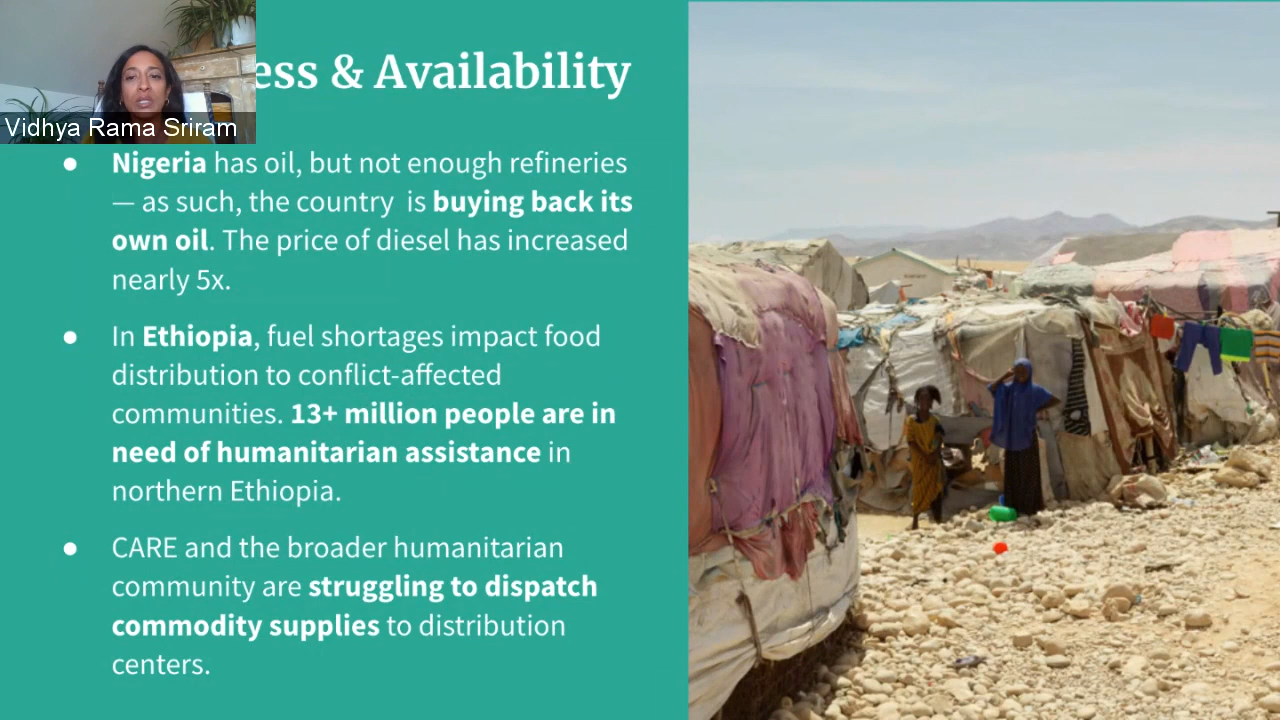 ess & Availability
Vidhya Rama Sriram
● Nigeria has oil, but not enough refineries
— as such, the country is buying back its
own oil. The price of diesel has increased
nearly 5x.
● In Ethiopia, fuel shortages impact food
distribution to conflict-affected
communities. 13+ million people are in
need of humanitarian assistance in
northern Ethiopia.
● CARE and the broader humanitarian
community are struggling to dispatch
commodity supplies to distribution
centers.